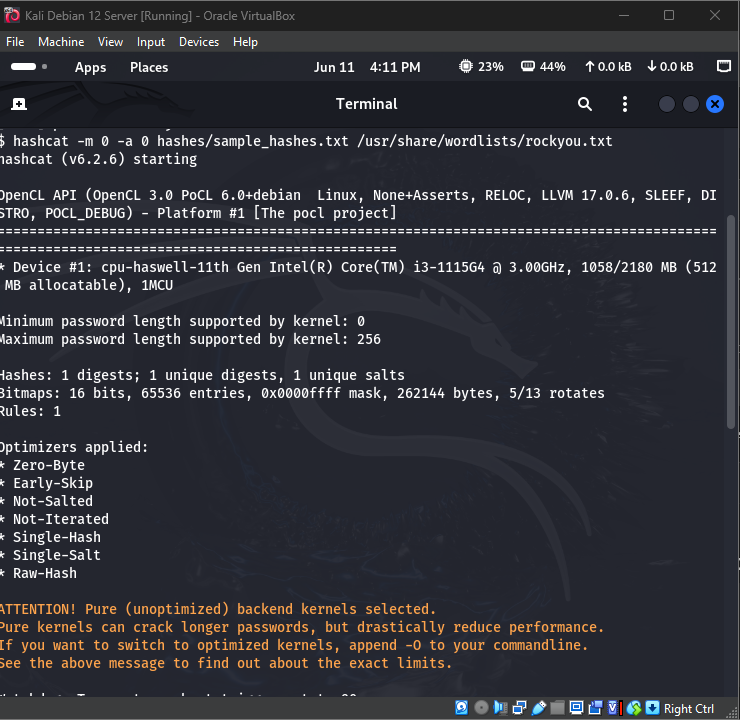 Kali Debian 12 Server [Running] - Oracle VirtualBox
File Machine View Input Devices Help
Apps Places Jun 11 4:11 PM 23% 44% 0.0 kB 0.0 kB
Terminal
$ hashcat -m 0 -a 0 hashes/sample_hashes.txt /usr/share/wordlists/rockyou.txt
hashcat (v6.2.6) starting
OpenCL API (OpenCL 3.0 PoCL 6.0+debian Linux, None+Asserts, RELOC, LLVM 17.0.6, SLEEF, DI
STRO, POCL_DEBUG) - Platform #1 [The pocl project]
==========================================================================================
==================================================
* Device #1: cpu-haswell-11th Gen Intel(R) Core(TM) i3-1115G4 @ 3.00GHz, 1058/2180 MB (512
MB allocatable), 1MCU
Minimum password length supported by kernel: 0
Maximum password length supported by kernel: 256
Hashes: 1 digests; 1 unique digests, 1 unique salts
Bitmaps: 16 bits, 65536 entries, 0x0000ffff mask, 262144 bytes, 5/13 rotates
Rules: 1
Optimizers applied:
* Zero-Byte
* Early-Skip
* Not-Salted
* Not-Iterated
* Single-Hash
* Single-Salt
* Raw-Hash
ATTENTION! Pure (unoptimized) backend kernels selected.
Pure kernels can crack longer passwords, but drastically reduce performance.
If you want to switch to optimized kernels, append -O to your commandline.
See the above message to find out about the exact limits.
Right Ctrl